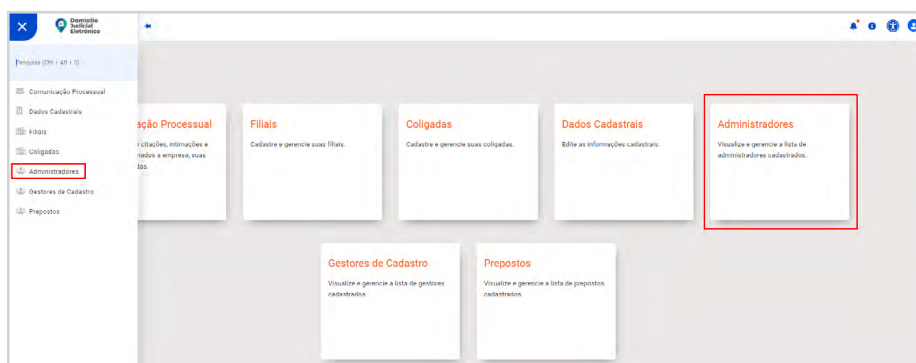 Domicílio
Judicial
Eletrônico
Pesquisa (Ctrl + Alt + 3)
Comunicação Processual
Dados Cadastrais
Filiais
Coligadas
Administradores
Gestores de Cadastro
Prepostos
ação Processual
citações, intimações e
nados a empresa, suas
das.
Filiais
Cadastre e gerencie suas filiais.
Coligadas
Cadastre e gerencie suas coligadas.
Dados Cadastrais
Edite as informações cadastrais.
Administradores
Visualize e gerencie a lista de
administradores cadastrados.
Gestores de Cadastro
Visualize e gerencie a lista de gestores
cadastrados.
Prepostos
Visualize e gerencie a lista de prepostos
cadastrados